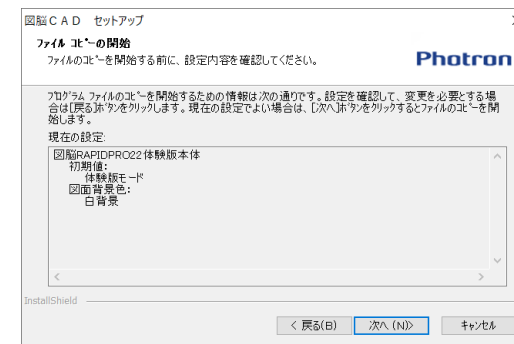 図脳CAD セットアップ
ファイル コピーの開始
ファイルのコピーを開始する前に、設定内容を確認してください。
Photron
プログラム ファイルのコピーを開始するための情報は次の通りです。設定を確認して、変更を必要とする場
合は[戻る]ボタンをクリックします。現在の設定でよい場合は、[次へ]ボタンをクリックするとファイルのコピーを開
始します。
現在の設定:
図脳RAPIDPRO22体験版本体
初期値:
体験版モード
図面背景色:
白背景
InstallShield
< 戻る(B)
次へ (N)>
キャンセル